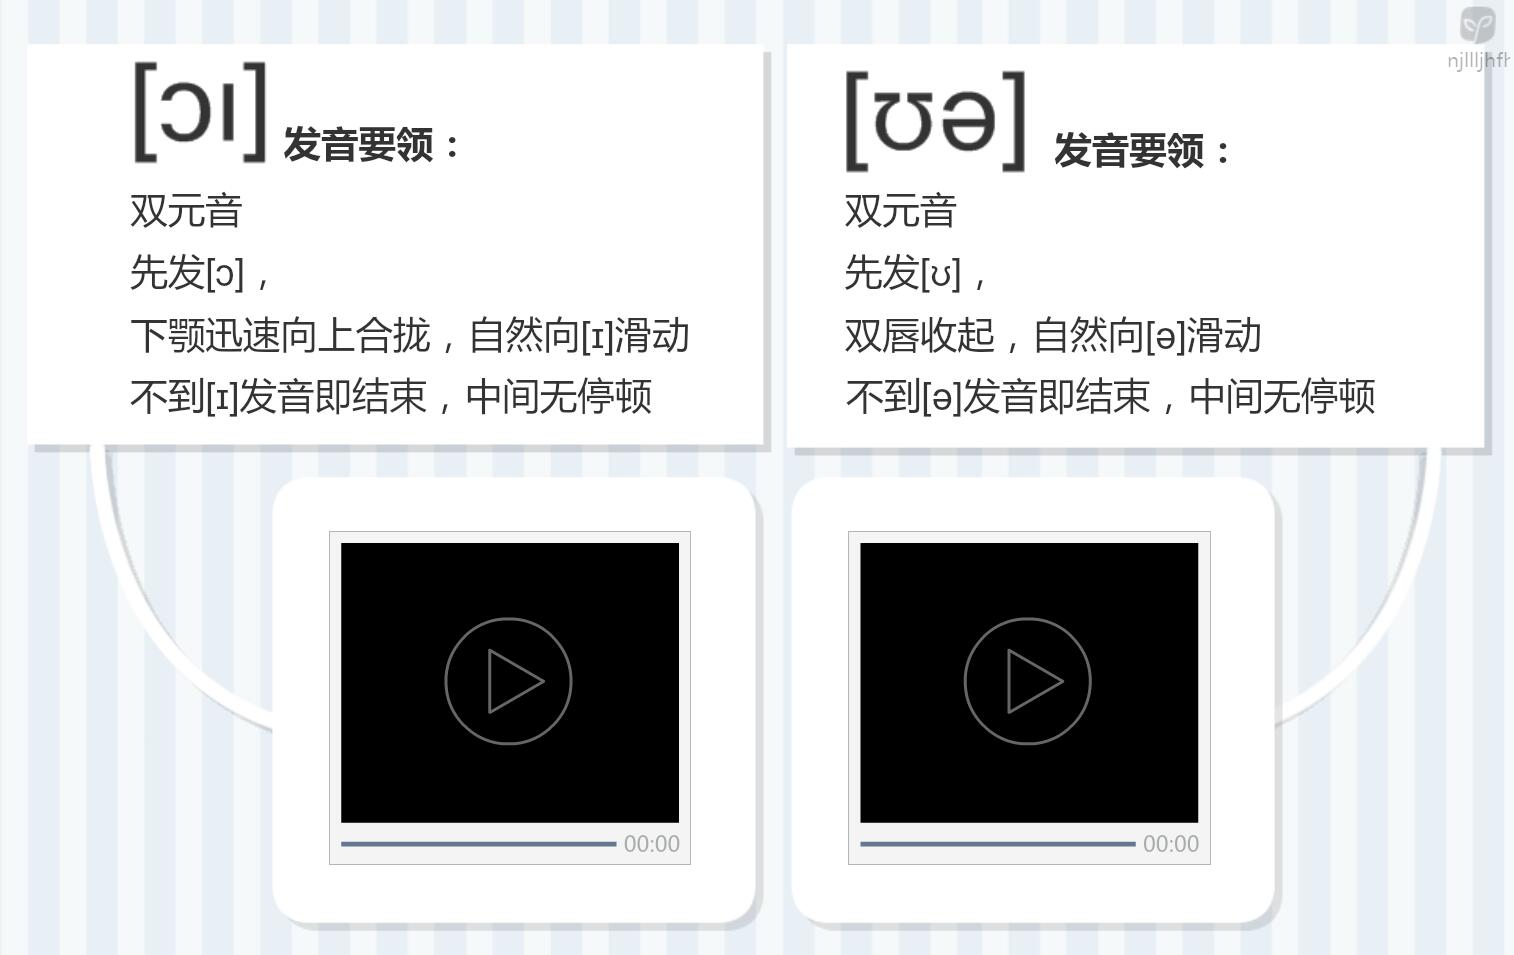 [ɔɪ] 发音要领：
双元音
先发[ɔ]，
下颚迅速向上合拢，自然向[ɪ]滑动
不到[ɪ]发音即结束，中间无停顿
00:00
[ʊə] 发音要领：
双元音
先发[ʊ]，
双唇收起，自然向[ə]滑动
不到[ə]发音即结束，中间无停顿
00:00